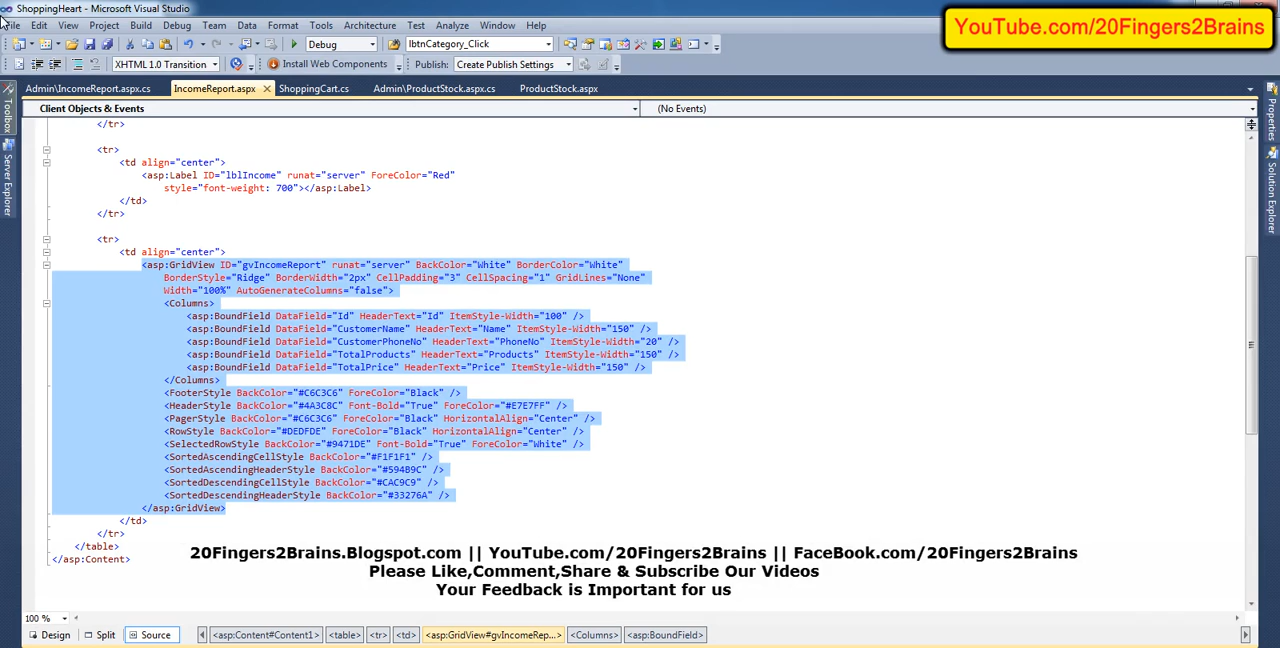 ShoppingHeart - Microsoft Visual Studio
File Edit View Project Build Debug Team Data Format Tools Architecture Test Analyze Window Help
YouTube.com/20Fingers2Brains
Debug lbtnCategory_Click
XHTML 1.0 Transition Install Web Components Publish: Create Publish Settings
Admin\IncomeReport.aspx.cs IncomeReport.aspx ShoppingCart.cs Admin\ProductStock.aspx.cs ProductStock.aspx
Toolbox
Server Explorer
Properties
Solution Explorer
Client Objects & Events (No Events)
</tr>
<tr>
<td align="center">
<asp:Label ID="lblIncome" runat="server" ForeColor="Red"
style="font-weight: 700"></asp:Label>
</td>
</tr>
<tr>
<td align="center">
<asp:GridView ID="gvIncomeReport" runat="server" BackColor="White" BorderColor="White"
BorderStyle="Ridge" BorderWidth="2px" CellPadding="3" CellSpacing="1" GridLines="None"
Width="100%" AutoGenerateColumns="false">
<Columns>
<asp:BoundField DataField="Id" HeaderText="Id" ItemStyle-Width="100" />
<asp:BoundField DataField="CustomerName" HeaderText="Name" ItemStyle-Width="150" />
<asp:BoundField DataField="CustomerPhoneNo" HeaderText="PhoneNo" ItemStyle-Width="20" />
<asp:BoundField DataField="TotalProducts" HeaderText="Products" ItemStyle-Width="150" />
<asp:BoundField DataField="TotalPrice" HeaderText="Price" ItemStyle-Width="150" />
</Columns>
<FooterStyle BackColor="#C6C3C6" ForeColor="Black" />
<HeaderStyle BackColor="#4A3C8C" Font-Bold="True" ForeColor="#E7E7FF" />
<PagerStyle BackColor="#C6C3C6" ForeColor="Black" HorizontalAlign="Center" />
<RowStyle BackColor="#DEDFDE" ForeColor="Black" HorizontalAlign="Center" />
<SelectedRowStyle BackColor="#9471DE" Font-Bold="True" ForeColor="White" />
<SortedAscendingCellStyle BackColor="#F1F1F1" />
<SortedAscendingHeaderStyle BackColor="#594B9C" />
<SortedDescendingCellStyle BackColor="#CAC9C9" />
<SortedDescendingHeaderStyle BackColor="#33276A" />
</asp:GridView>
</td>
</tr>
</table>
</asp:Content>
20Fingers2Brains.Blogspot.com || YouTube.com/20Fingers2Brains || FaceBook.com/20Fingers2Brains
Please Like,Comment,Share & Subscribe Our Videos
Your Feedback is Important for us
100 %
Design Split Source <asp:Content#Content1> <table> <tr> <td> <asp:GridView#gvIncomeRep...> <Columns> <asp:BoundField>